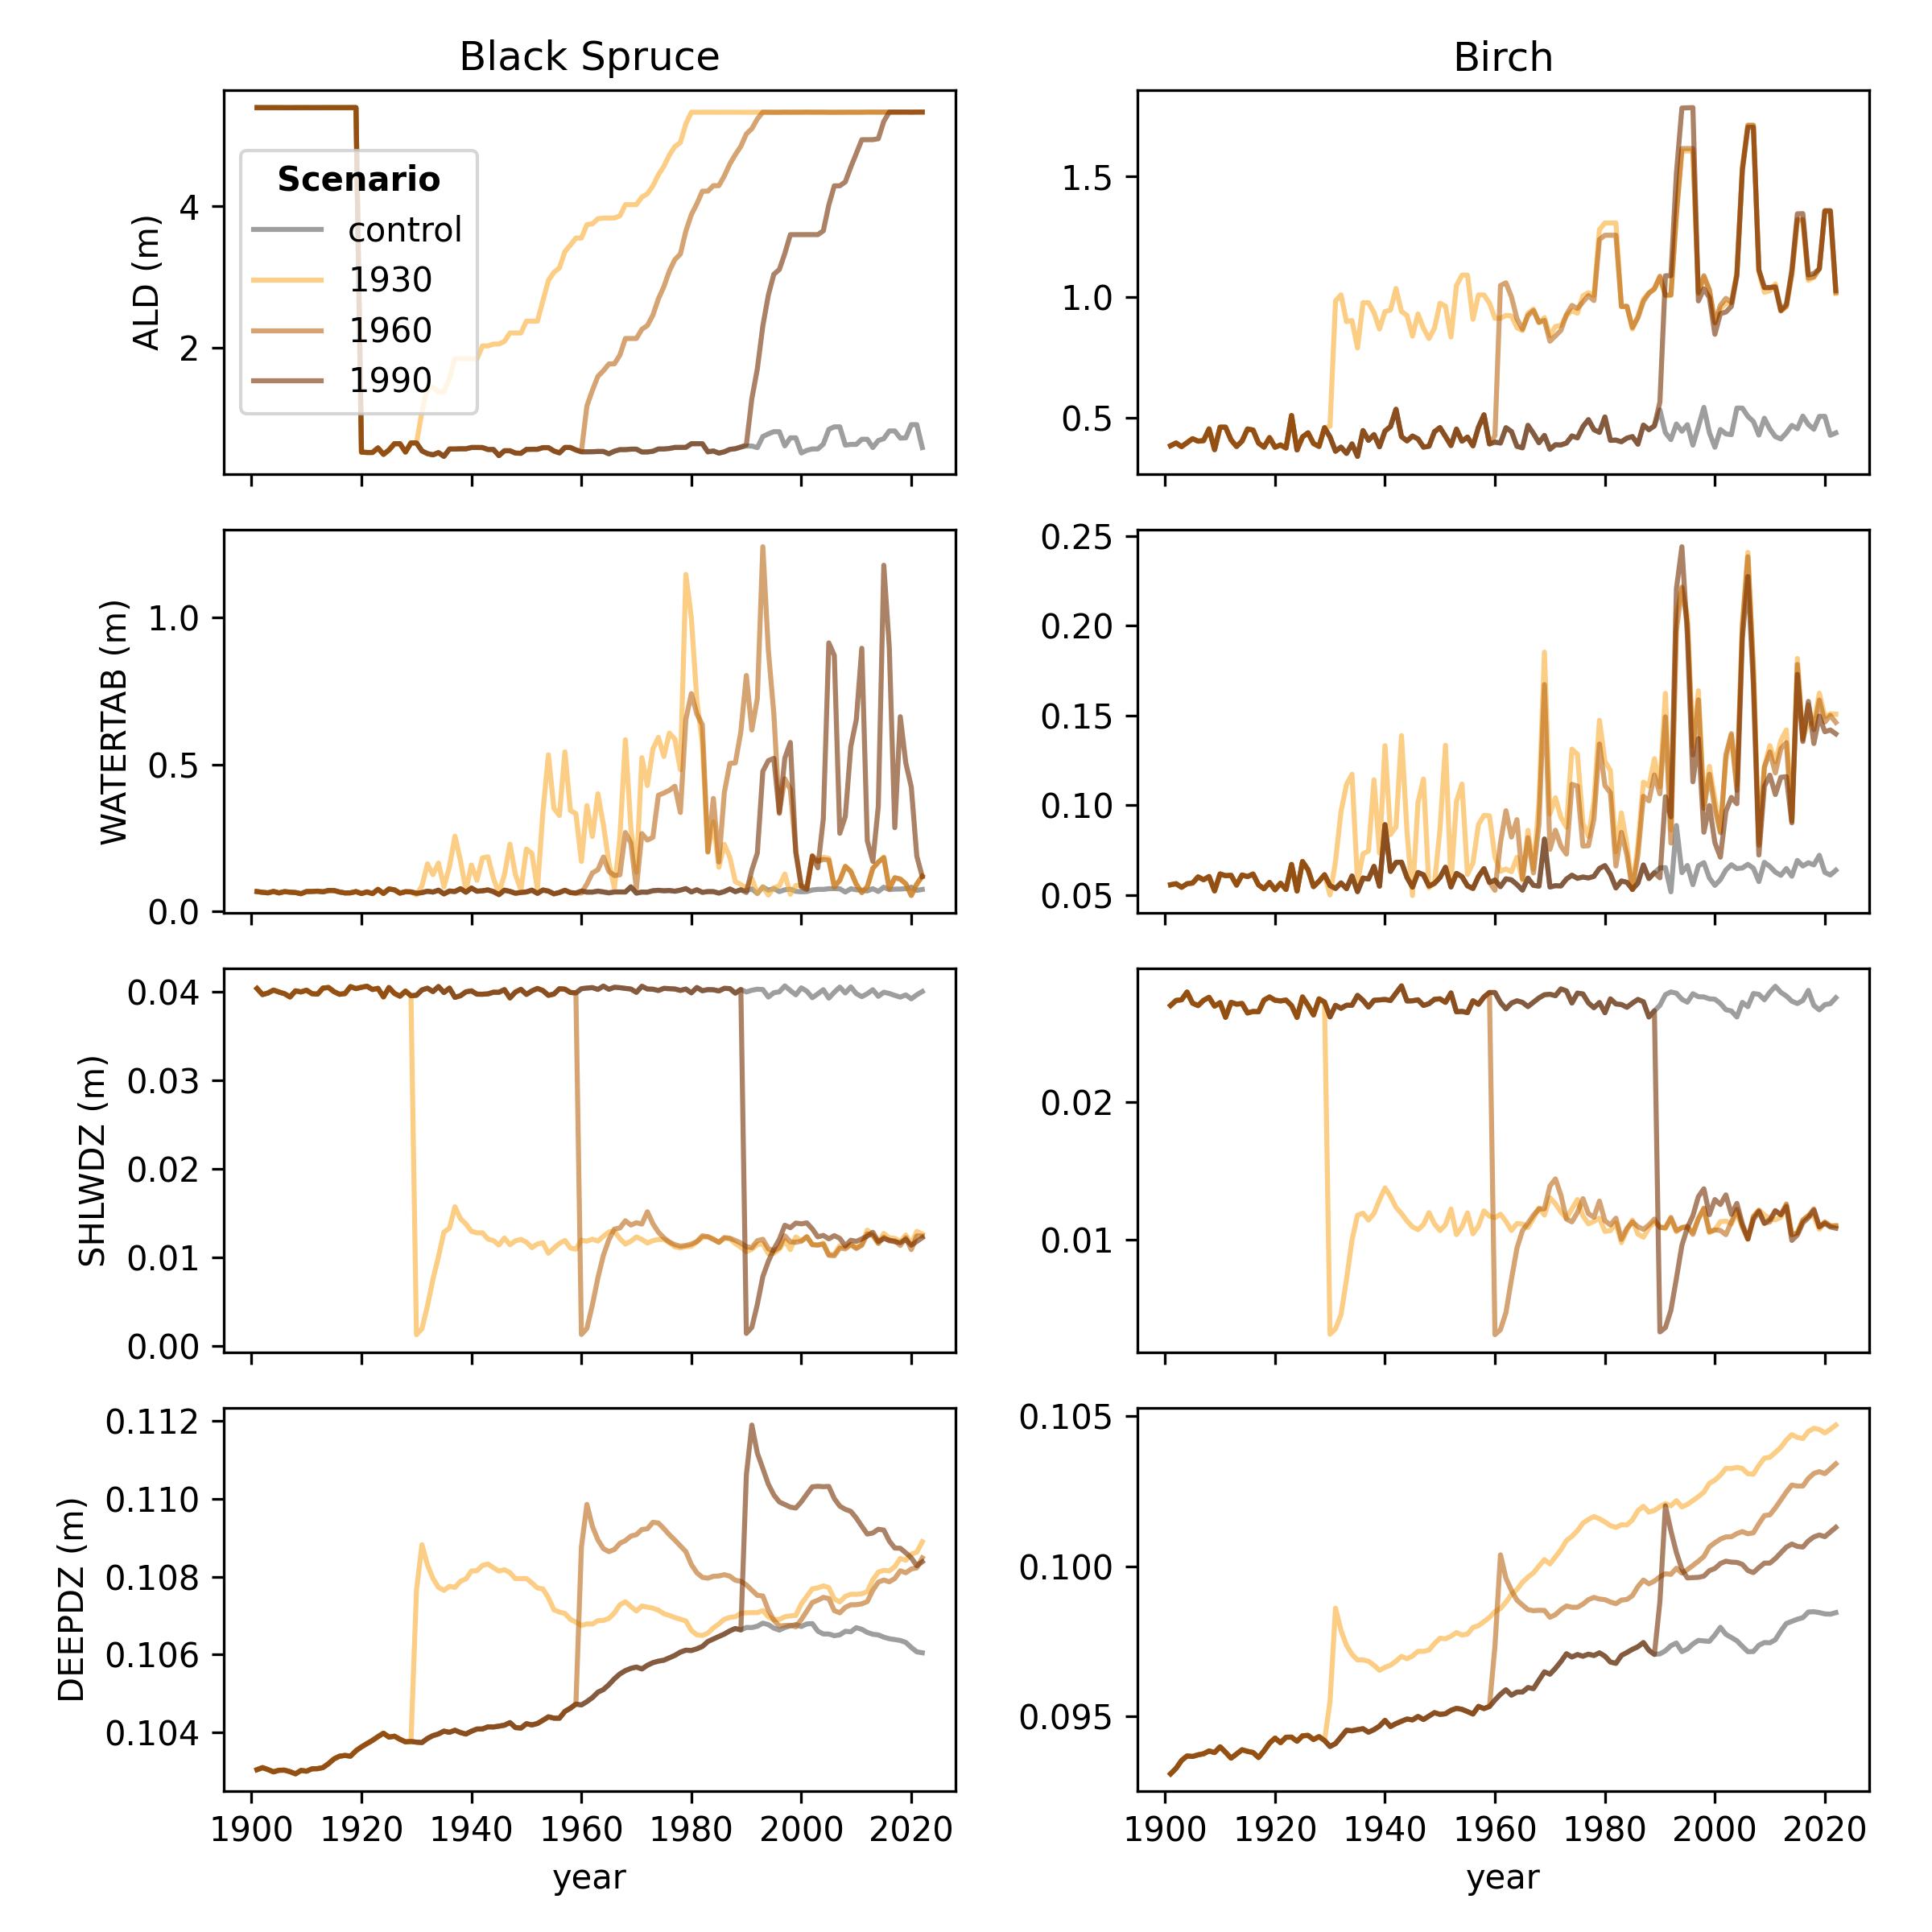 Black Spruce
Birch
ALD (m)
4
2
Scenario
control
1930
1960
1990
1.5
1.0
0.5
WATERTAB (m)
1.0
0.5
0.0
0.25
0.20
0.15
0.10
0.05
SHLWDZ (m)
0.04
0.03
0.02
0.01
0.00
0.02
0.01
DEEPDZ (m)
0.112
0.110
0.108
0.106
0.104
0.105
0.100
0.095
1900 1920 1940 1960 1980 2000 2020
1900 1920 1940 1960 1980 2000 2020
year
year